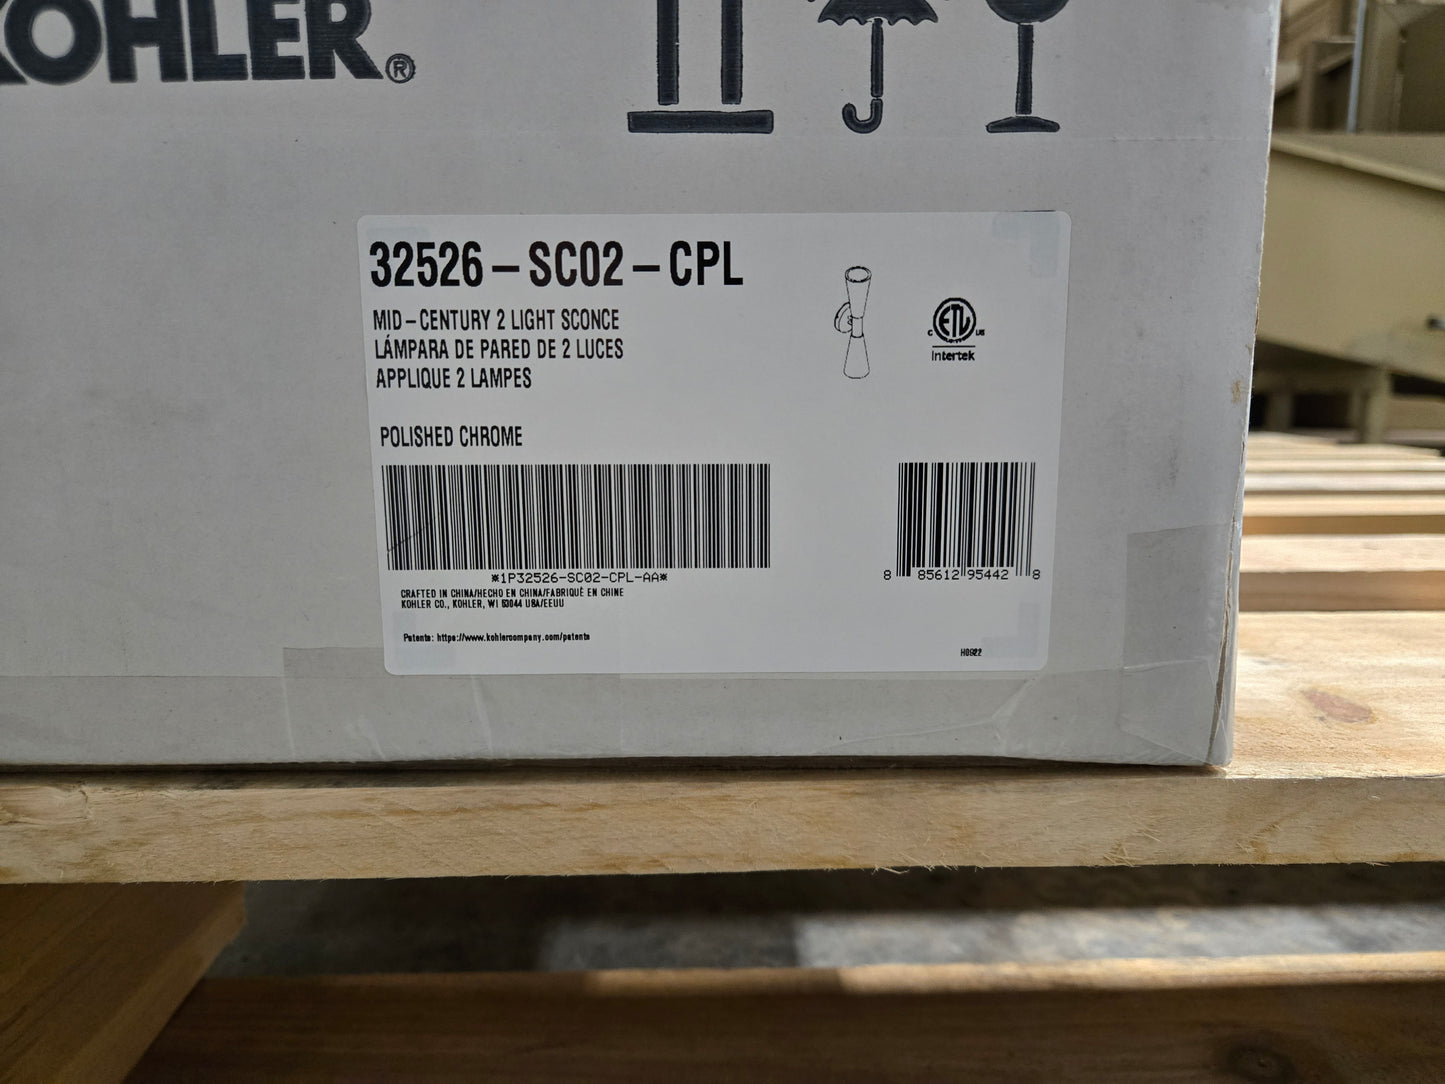 KOHLER®
32526-SC02-CPL
MID-CENTURY 2 LIGHT SCONCE
LÁMPARA DE PARED DE 2 LUCES
APPLIQUE 2 LAMPES
C ETL US
Intertek
POLISHED CHROME
*1P32526-SC02-CPL-AA*
8 85612 95442 8
CRAFTED IN CHINA/HECHO EN CHINA/FABRIQUÉ EN CHINE
KOHLER CO., KOHLER, WI 53044 USA/EEUU
Patents: https://www.kohlercompany.com/patents
H0922